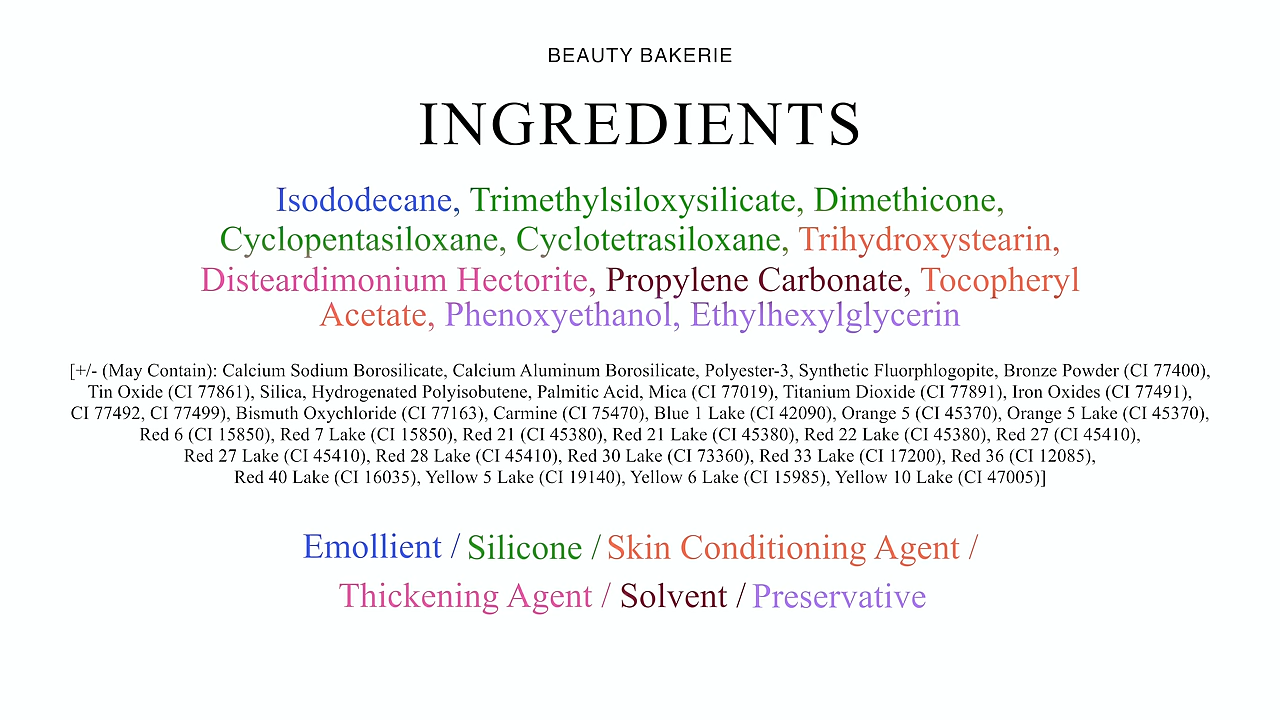 BEAUTY BAKERIE
INGREDIENTS
Isododecane, Trimethylsiloxysilicate, Dimethicone,
Cyclopentasiloxane, Cyclotetrasiloxane, Trihydroxystearin,
Disteardimonium Hectorite, Propylene Carbonate, Tocopheryl
Acetate, Phenoxyethanol, Ethylhexylglycerin
[+/- (May Contain): Calcium Sodium Borosilicate, Calcium Aluminum Borosilicate, Polyester-3, Synthetic Fluorphlogopite, Bronze Powder (CI 77400),
Tin Oxide (CI 77861), Silica, Hydrogenated Polyisobutene, Palmitic Acid, Mica (CI 77019), Titanium Dioxide (CI 77891), Iron Oxides (CI 77491),
CI 77492, CI 77499), Bismuth Oxychloride (CI 77163), Carmine (CI 75470), Blue 1 Lake (CI 42090), Orange 5 (CI 45370), Orange 5 Lake (CI 45370),
Red 6 (CI 15850), Red 7 Lake (CI 15850), Red 21 (CI 45380), Red 21 Lake (CI 45380), Red 22 Lake (CI 45380), Red 27 (CI 45410),
Red 27 Lake (CI 45410), Red 28 Lake (CI 45410), Red 30 Lake (CI 73360), Red 33 Lake (CI 17200), Red 36 (CI 12085),
Red 40 Lake (CI 16035), Yellow 5 Lake (CI 19140), Yellow 6 Lake (CI 15985), Yellow 10 Lake (CI 47005)]
Emollient / Silicone / Skin Conditioning Agent /
Thickening Agent / Solvent / Preservative